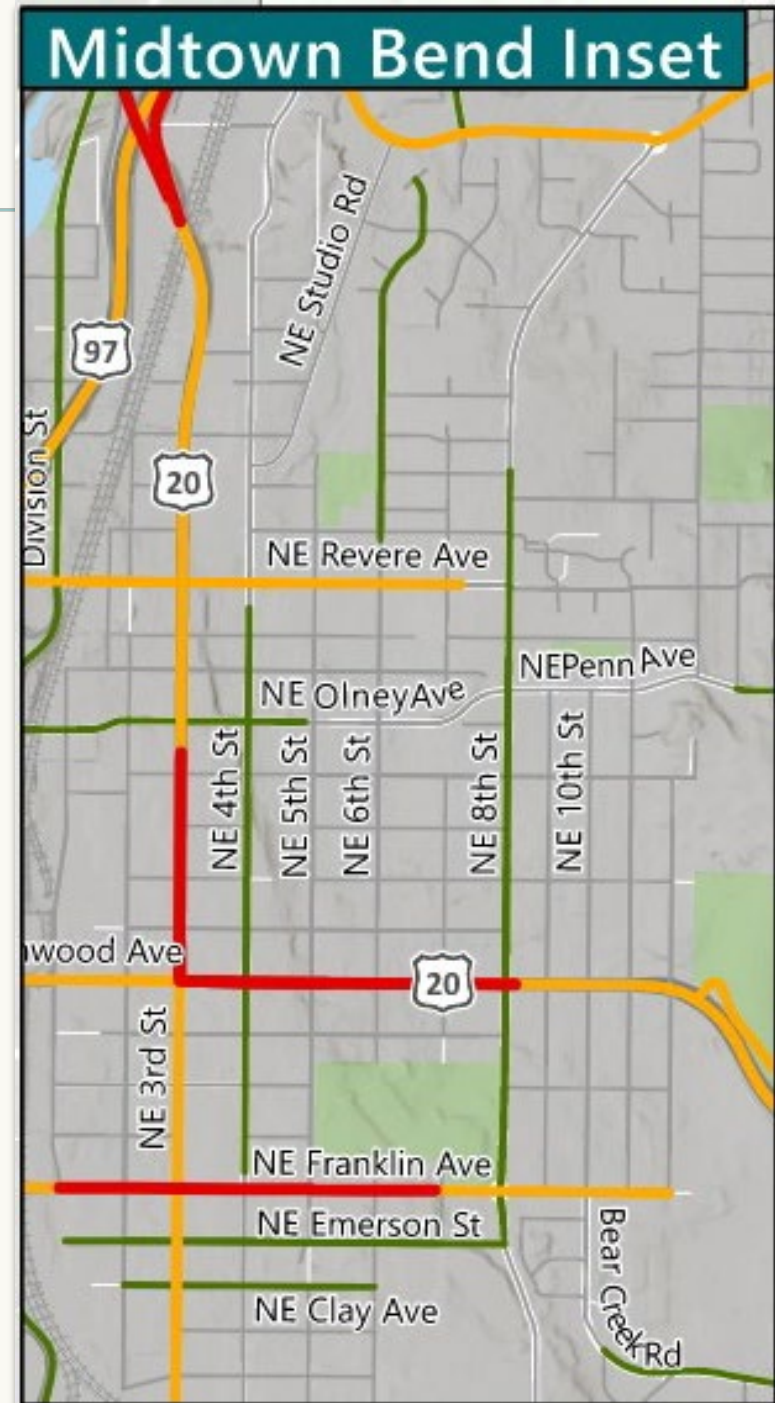 Midtown Bend Inset
NE Studio Rd
97
20
Division St
NE Revere Ave
NE Penn Ave
NE Olney Ave
NE 4th St
NE 5th St
NE 6th St
NE 8th St
NE 10th St
nwood Ave
20
NE 3rd St
NE Franklin Ave
NE Emerson St
Bear Creek Rd
NE Clay Ave